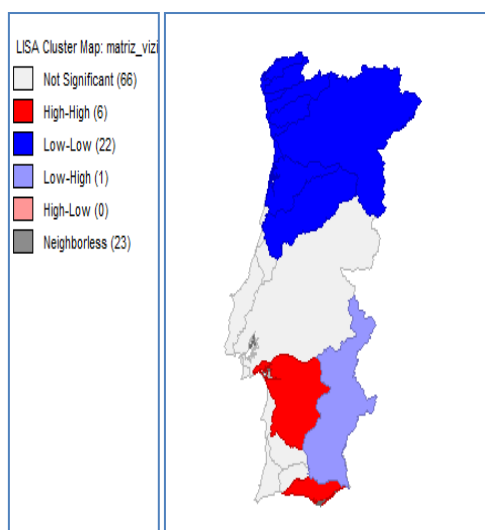 LISA Cluster Map: matriz_vizi
Not Significant (66)
High-High (6)
Low-Low (22)
Low-High (1)
High-Low (0)
Neighborless (23)